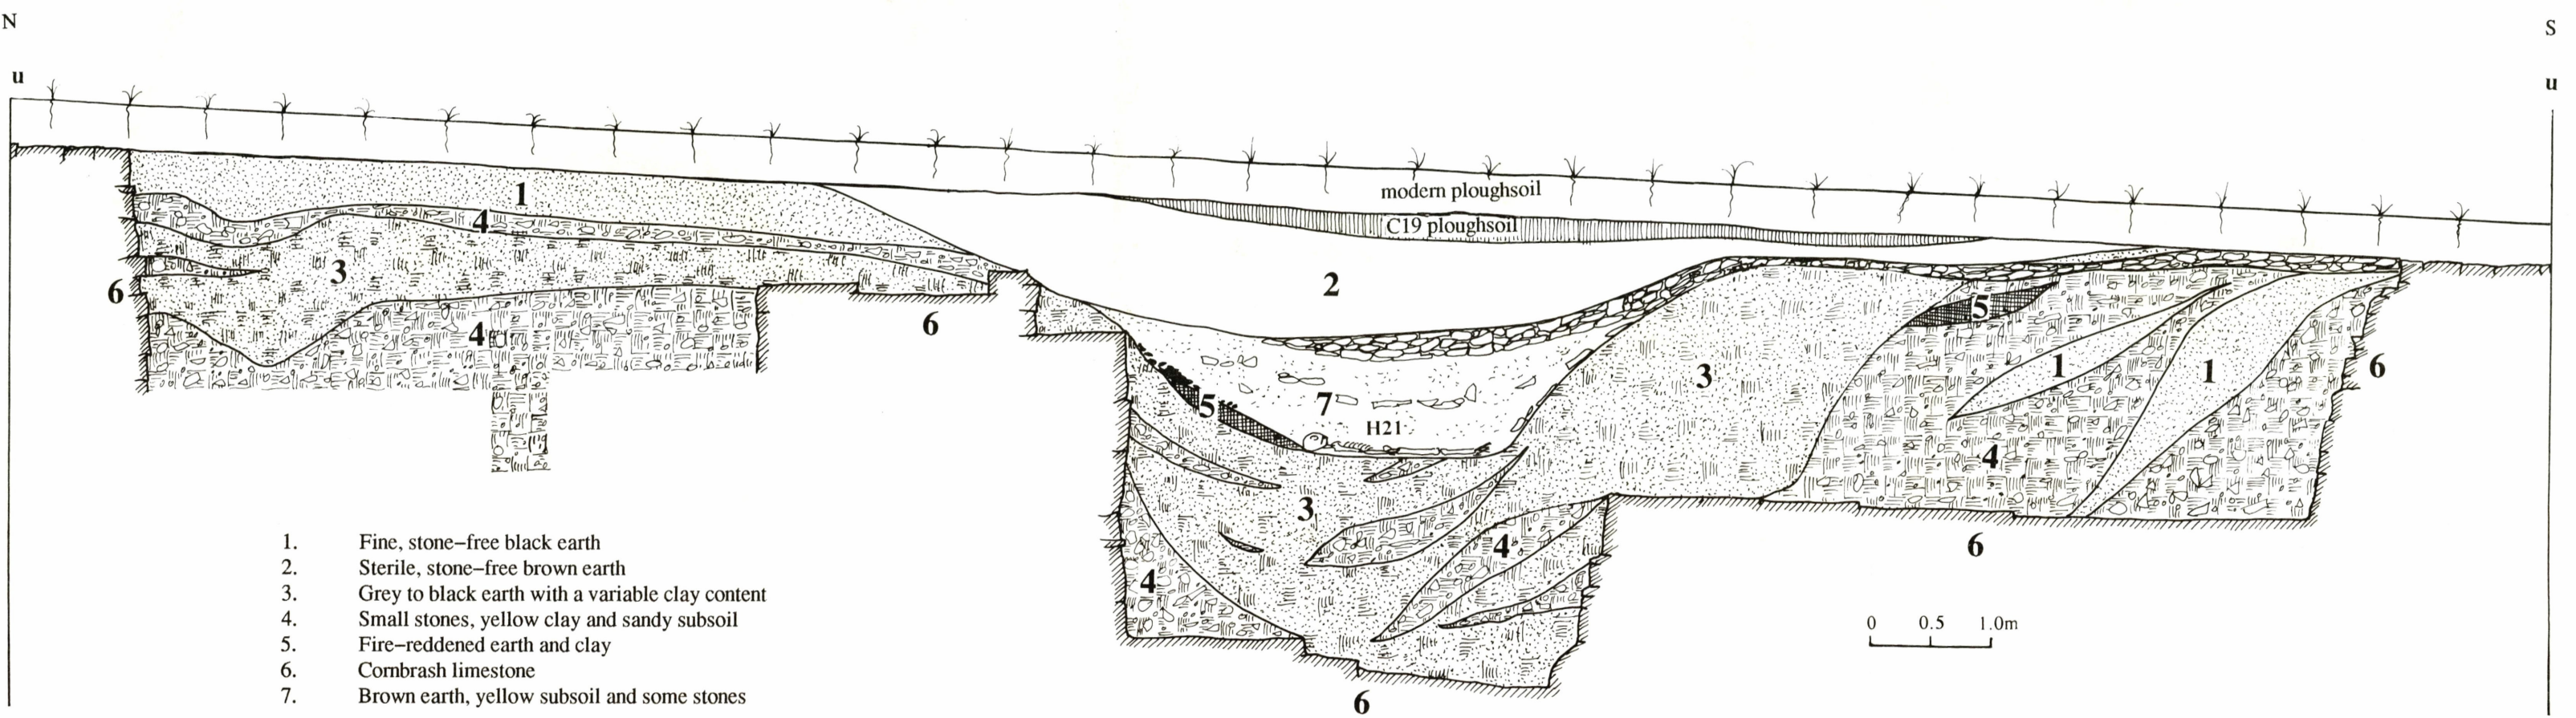 N
S
u
u
modern ploughsoil
1
4
C19 ploughsoil
3
2
6
5
4
6
1
1
6
3
5
7
H21
4
3
4
4
6
1. Fine, stone–free black earth
2. Sterile, stone–free brown earth
3. Grey to black earth with a variable clay content
4. Small stones, yellow clay and sandy subsoil
5. Fire–reddened earth and clay
6. Cornbrash limestone
7. Brown earth, yellow subsoil and some stones
0 0.5 1.0m
6